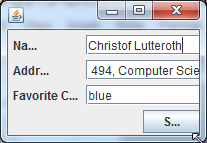 Na... Christof Lutteroth
Addr... 494, Computer Scie
Favorite C... blue
S...